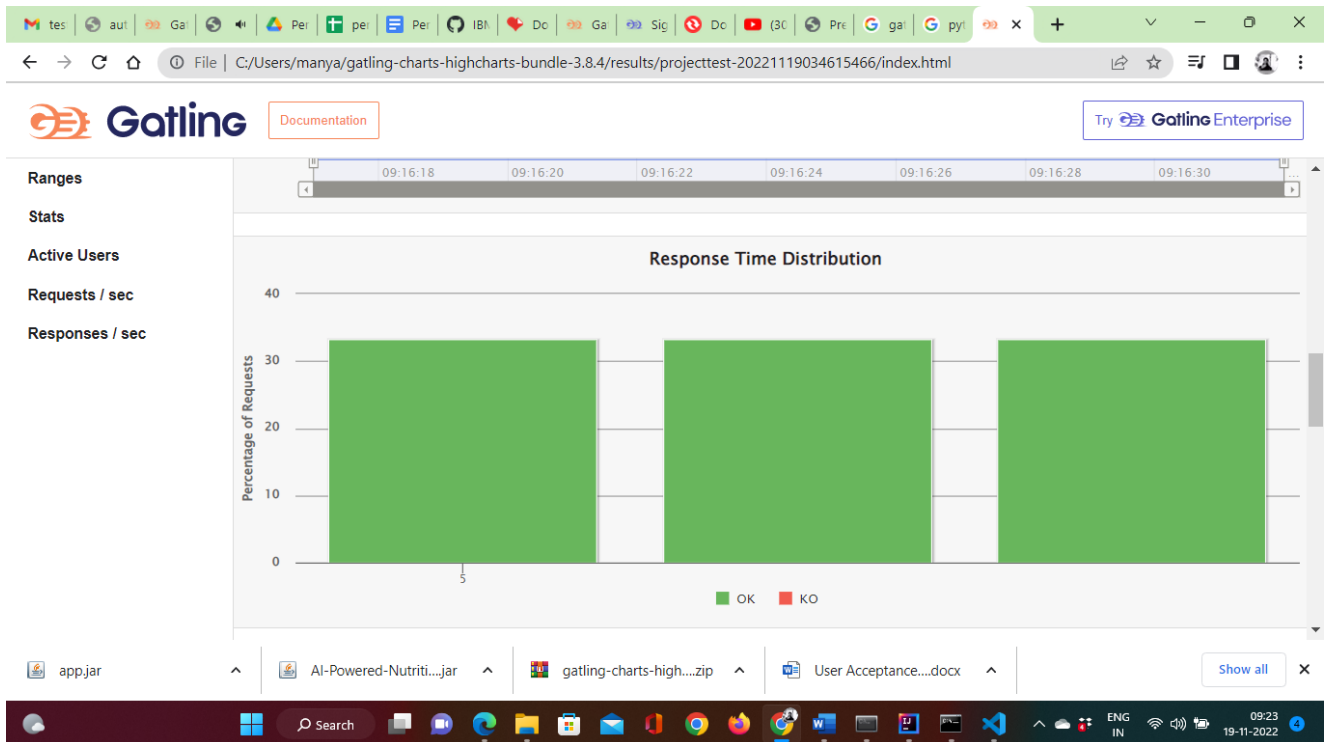 tes
aut
Gat
Per
per
Per
IBN
Do
Ga
Sig
Do
(30
Pre
gat
pyt
File
C:/Users/manya/gatling-charts-highcharts-bundle-3.8.4/results/projecttest-20221119034615466/index.html
Gatling
Documentation
Try Gatling Enterprise
Ranges
Stats
Active Users
Requests / sec
Responses / sec
09:16:18 09:16:20 09:16:22 09:16:24 09:16:26 09:16:28 09:16:30 ...
Response Time Distribution
Percentage of Requests
40
30
20
10
0
5
OK KO
app.jar
AI-Powered-Nutriti....jar
gatling-charts-high....zip
User Acceptance....docx
Show all
Search
ENG
IN
09:23
19-11-2022
4